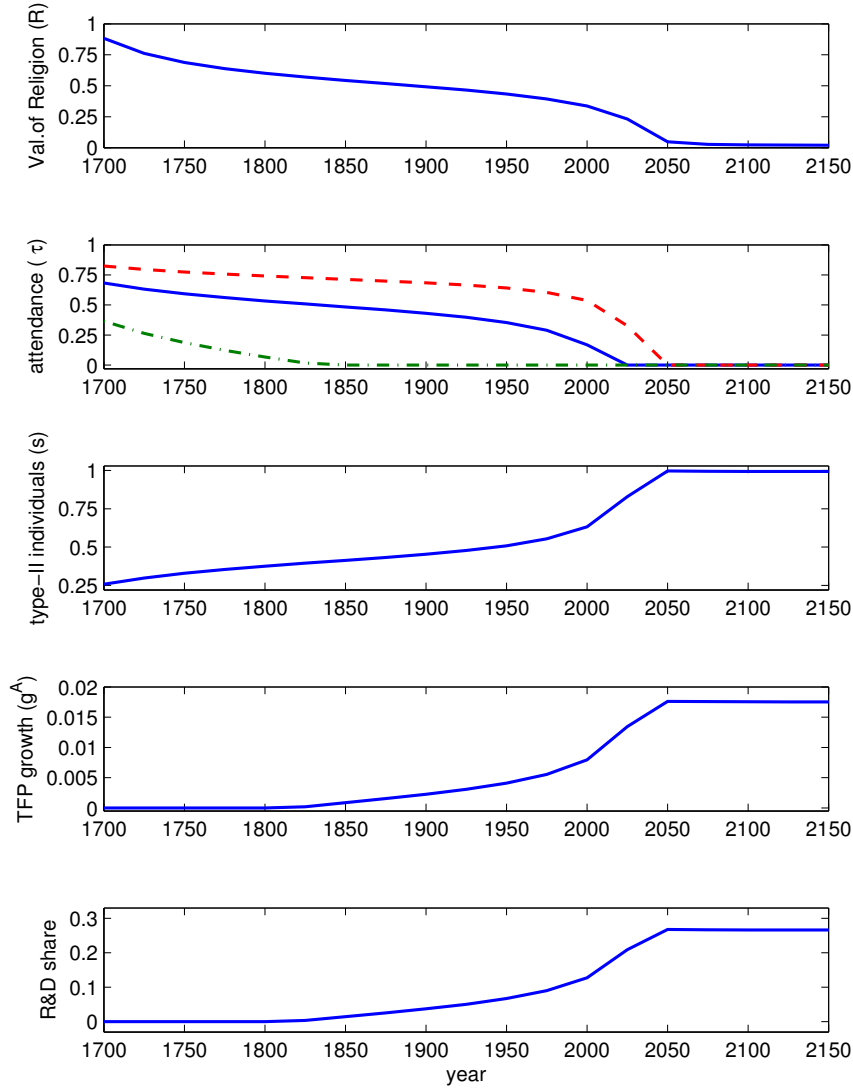 Val.of Religion (R)
1
0.75
0.5
0.25
0
1700 1750 1800 1850 1900 1950 2000 2050 2100 2150
attendance ( τ)
1
0.75
0.5
0.25
0
1700 1750 1800 1850 1900 1950 2000 2050 2100 2150
type−II individuals (s)
1
0.75
0.5
0.25
1700 1750 1800 1850 1900 1950 2000 2050 2100 2150
TFP growth (g^A)
0.02
0.015
0.01
0.005
0
1700 1750 1800 1850 1900 1950 2000 2050 2100 2150
R&D share
0.3
0.2
0.1
0
1700 1750 1800 1850 1900 1950 2000 2050 2100 2150
year